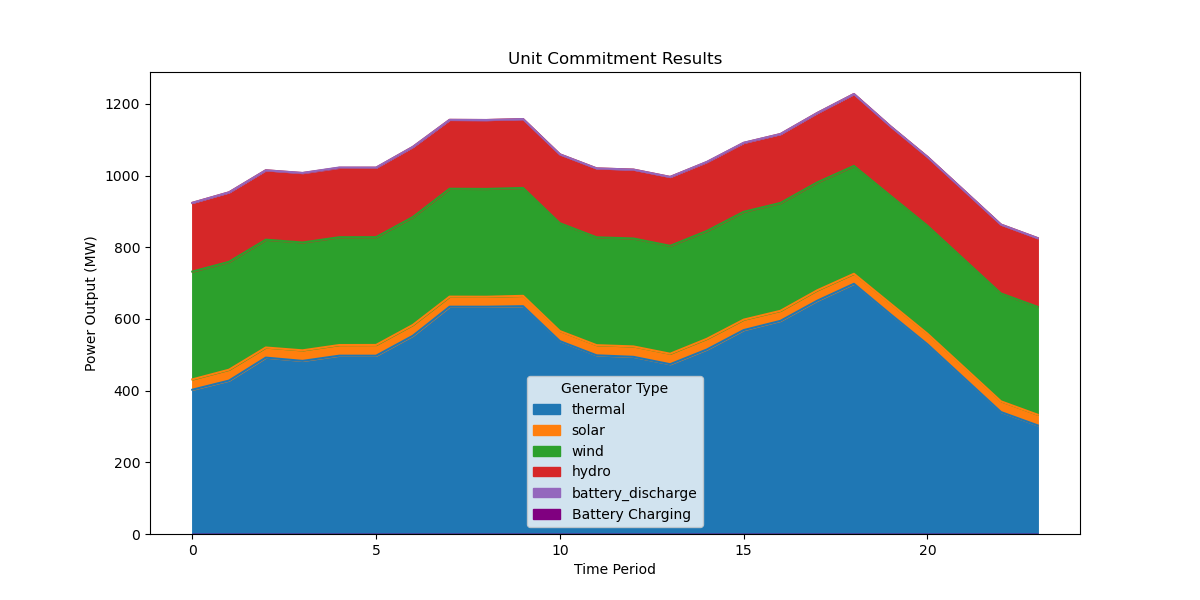 Unit Commitment Results
Power Output (MW)
1200
1000
800
600
400
200
0
Generator Type
thermal
solar
wind
hydro
battery_discharge
Battery Charging
0 5 10 15 20
Time Period